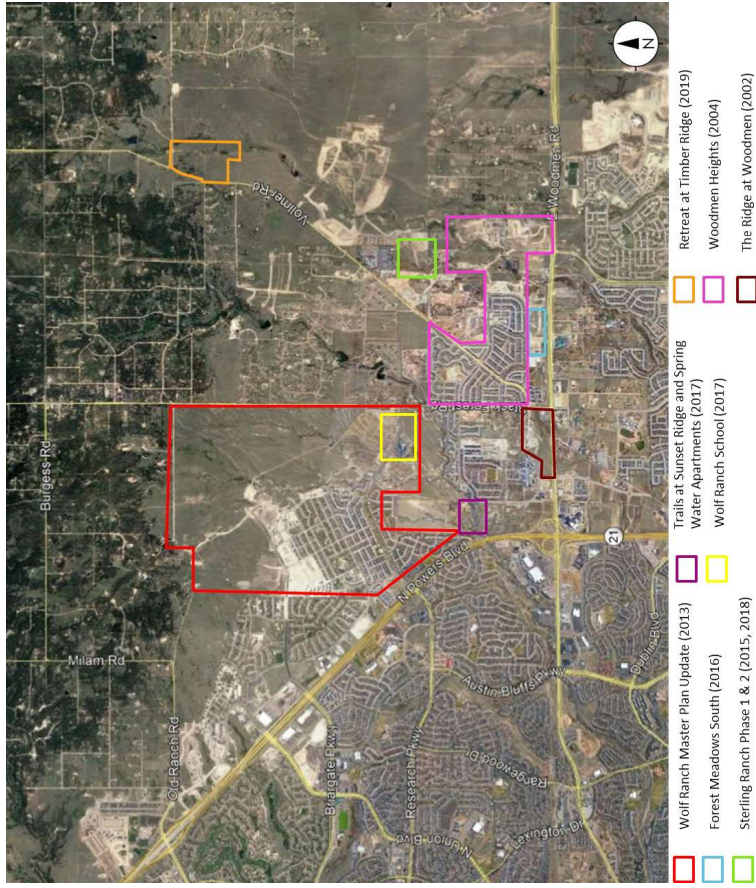 N
Burgess Rd
Vollmer Rd
Milam Rd
Old Ranch Rd
Black Forest Rd
E Woodmen Rd
N Powers Blvd
21
Briargate Pkwy
Research Pkwy
Austin Bluffs Pkwy
Rangewood Dr
N Union Blvd
Lexington Dr
Dublin Blvd
Wolf Ranch Master Plan Update (2013)
Forest Meadows South (2016)
Sterling Ranch Phase 1 & 2 (2015, 2018)
Trails at Sunset Ridge and Spring
Water Apartments (2017)
Wolf Ranch School (2017)
Retreat at Timber Ridge (2019)
Woodmen Heights (2004)
The Ridge at Woodmen (2002)